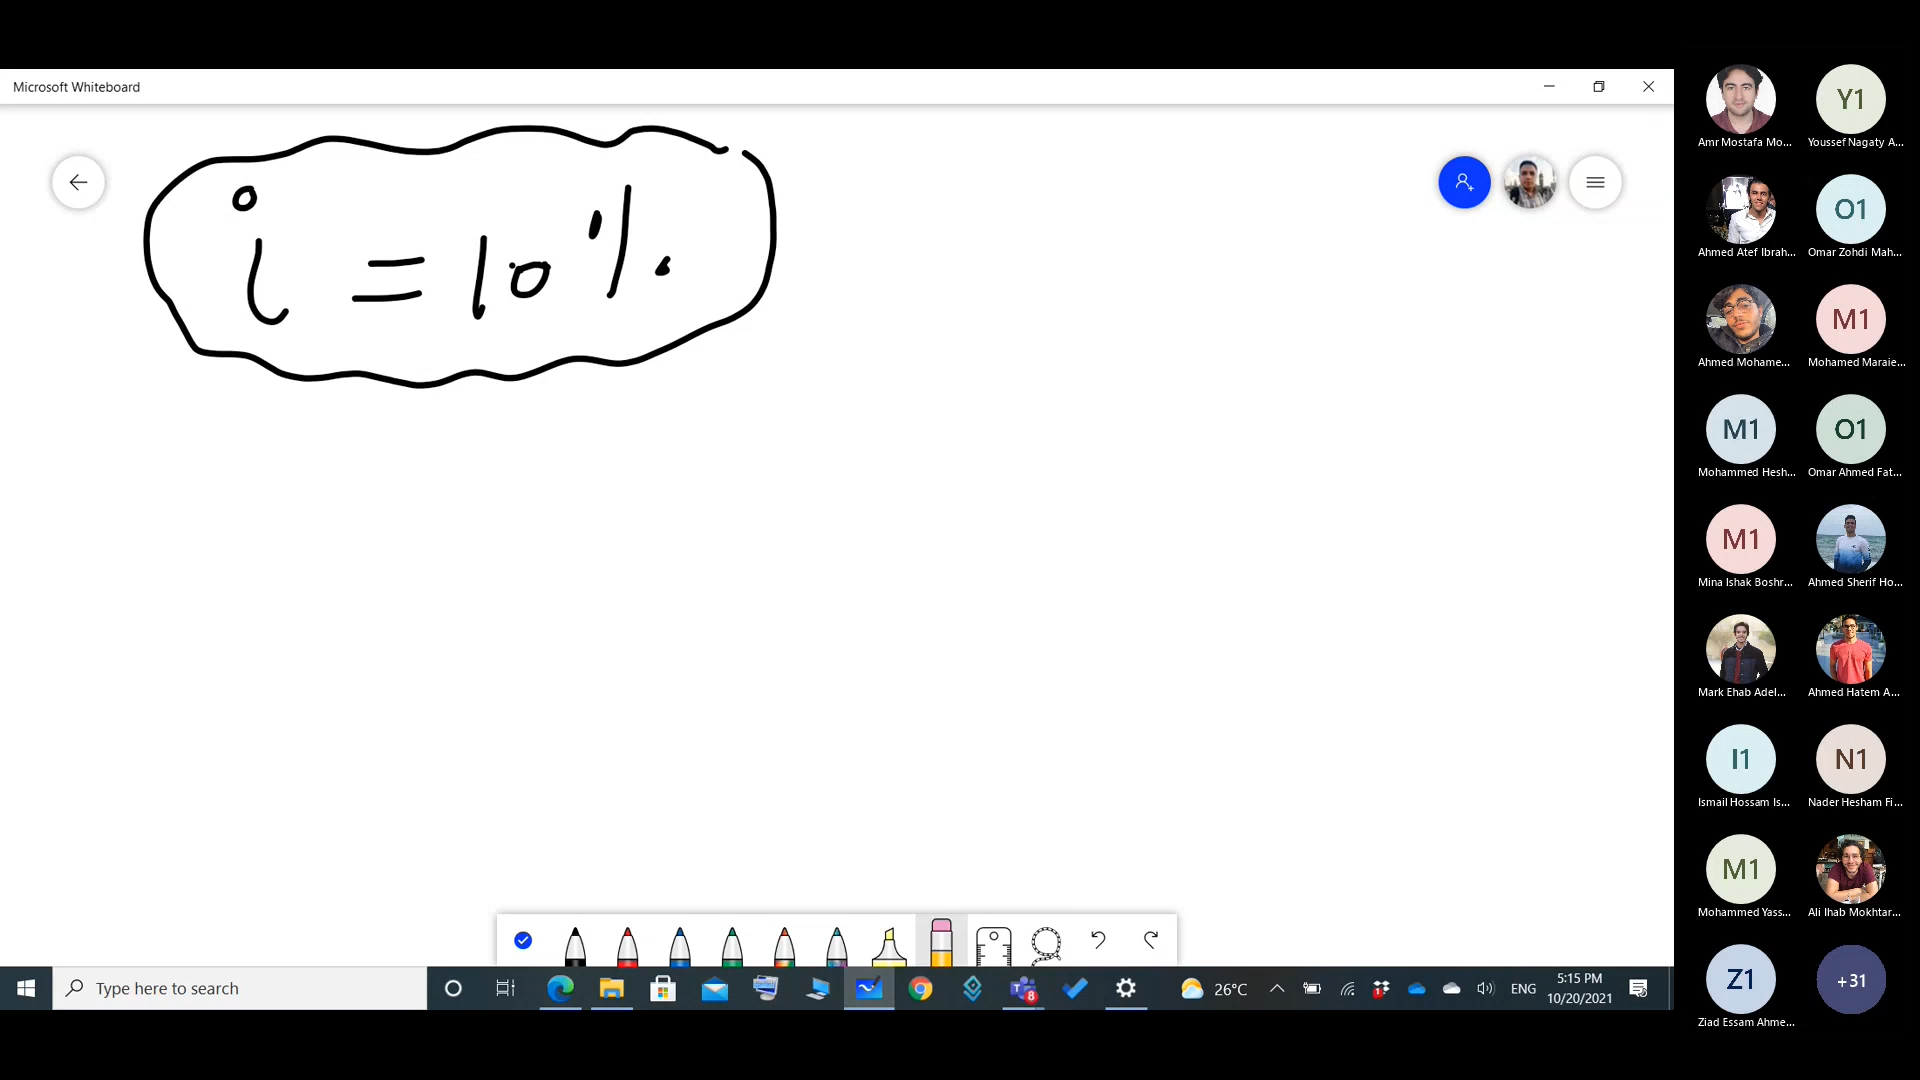 Microsoft Whiteboard
i = 10 %
Amr Mostafa Mo...
Y1
Youssef Nagaty A...
Ahmed Atef Ibrah...
O1
Omar Zohdi Mah...
Ahmed Mohame...
M1
Mohamed Maraie...
M1
Mohammed Hesh...
O1
Omar Ahmed Fat...
M1
Mina Ishak Boshr...
Ahmed Sherif Ho...
Mark Ehab Adel...
Ahmed Hatem A...
I1
Ismail Hossam Is...
N1
Nader Hesham Fi...
M1
Mohammed Yass...
Ali Ihab Mokhtar...
Z1
Ziad Essam Ahme...
+31
Type here to search
8
26°C
1
ENG
5:15 PM
10/20/2021